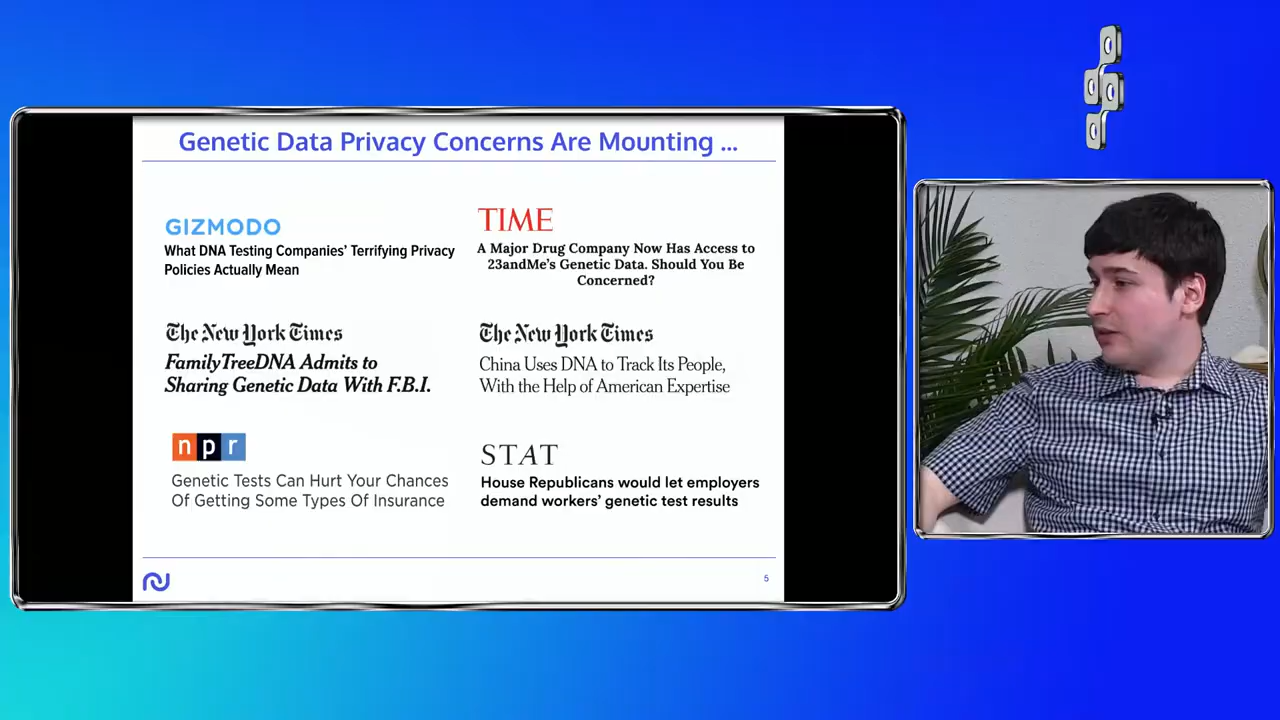 Genetic Data Privacy Concerns Are Mounting ...
GIZMODO
What DNA Testing Companies' Terrifying Privacy
Policies Actually Mean
TIME
A Major Drug Company Now Has Access to
23andMe's Genetic Data. Should You Be
Concerned?
The New York Times
FamilyTreeDNA Admits to
Sharing Genetic Data With F.B.I.
The New York Times
China Uses DNA to Track Its People,
With the Help of American Expertise
npr
Genetic Tests Can Hurt Your Chances
Of Getting Some Types Of Insurance
STAT
House Republicans would let employers
demand workers' genetic test results
5